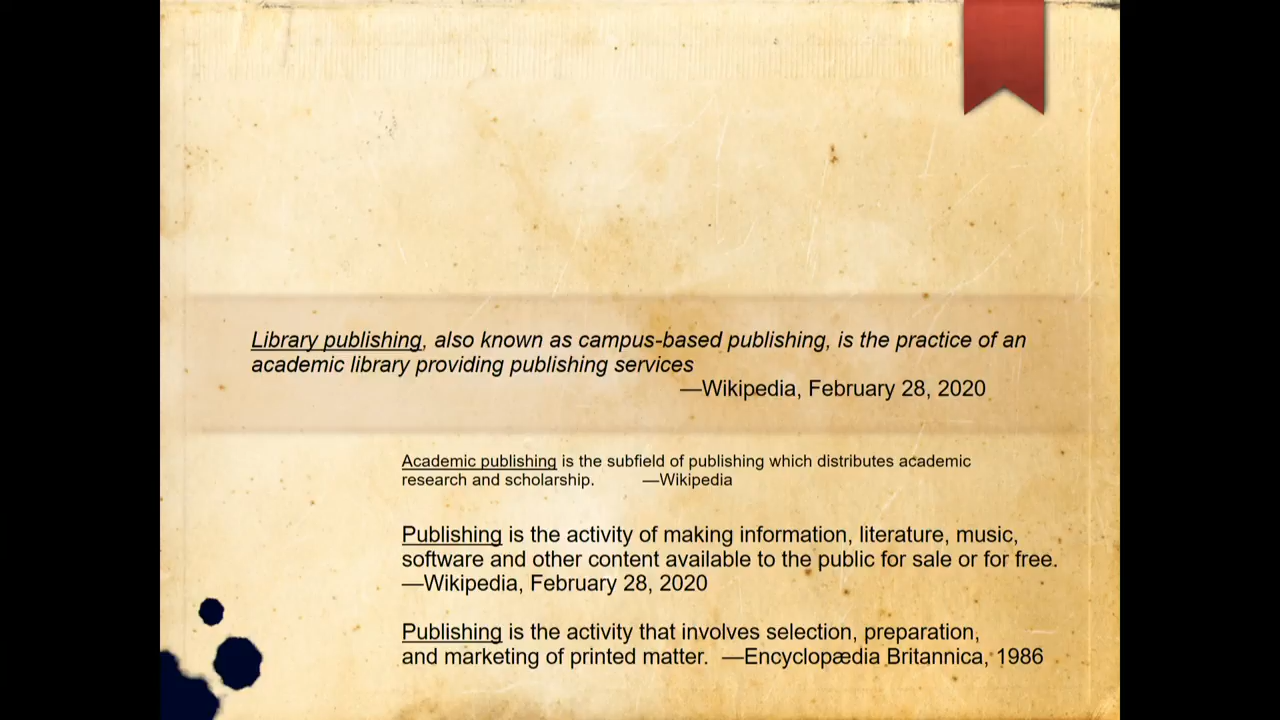 Library publishing, also known as campus-based publishing, is the practice of an
academic library providing publishing services
—Wikipedia, February 28, 2020
Academic publishing is the subfield of publishing which distributes academic
research and scholarship. —Wikipedia
Publishing is the activity of making information, literature, music,
software and other content available to the public for sale or for free.
—Wikipedia, February 28, 2020
Publishing is the activity that involves selection, preparation,
and marketing of printed matter. —Encyclopædia Britannica, 1986